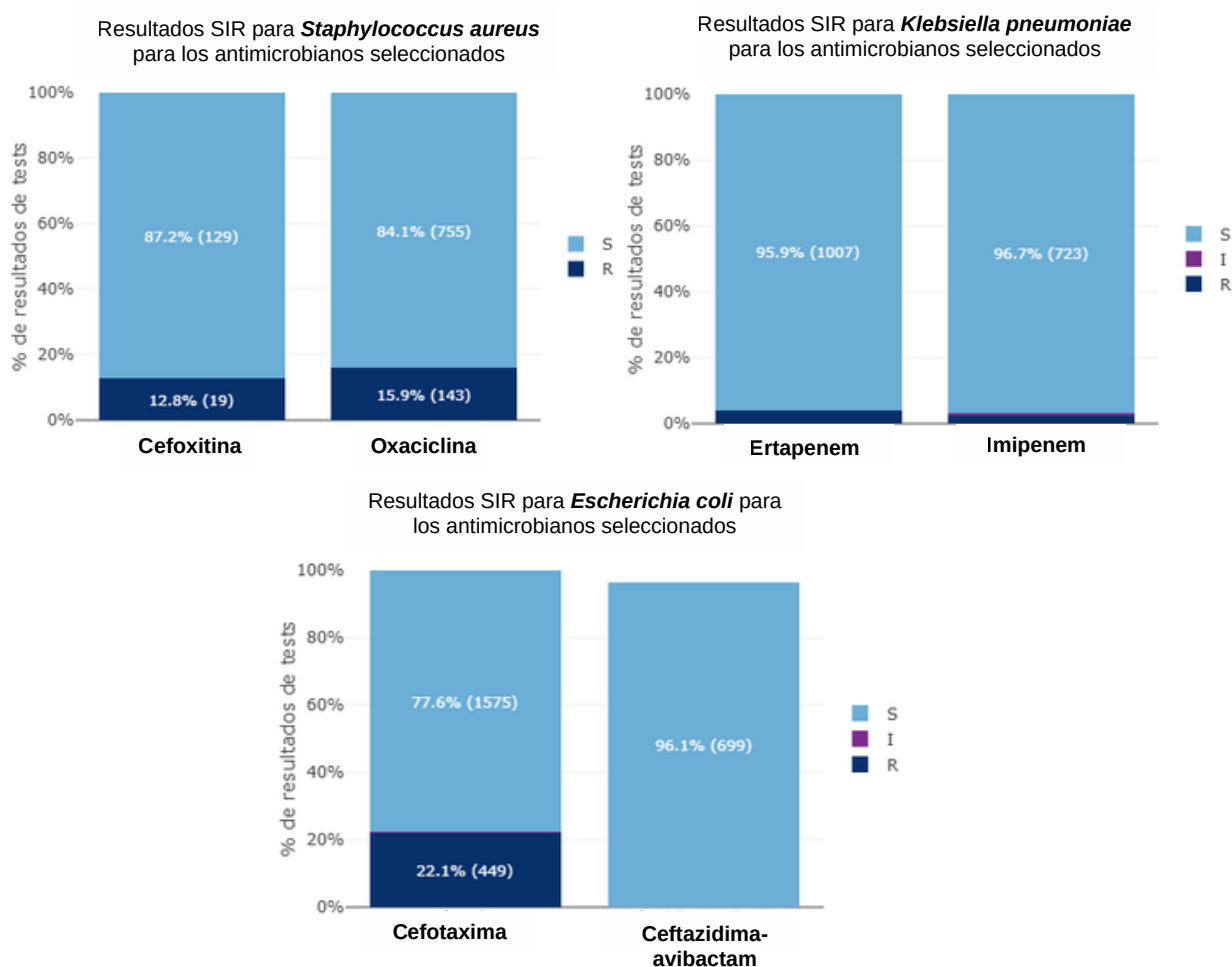 Resultados SIR para Staphylococcus aureus
para los antimicrobianos seleccionados
% de resultados de tests
100%
80%
60%
40%
20%
0%
87.2% (129)
12.8% (19)
84.1% (755)
15.9% (143)
Cefoxitina
Oxaciclina
S
R
Resultados SIR para Klebsiella pneumoniae
para los antimicrobianos seleccionados
% de resultados de tests
100%
80%
60%
40%
20%
0%
95.9% (1007)
96.7% (723)
Ertapenem
Imipenem
S
I
R
Resultados SIR para Escherichia coli para
los antimicrobianos seleccionados
% de resultados de tests
100%
80%
60%
40%
20%
0%
77.6% (1575)
22.1% (449)
96.1% (699)
Cefotaxima
Ceftazidima-
avibactam
S
I
R